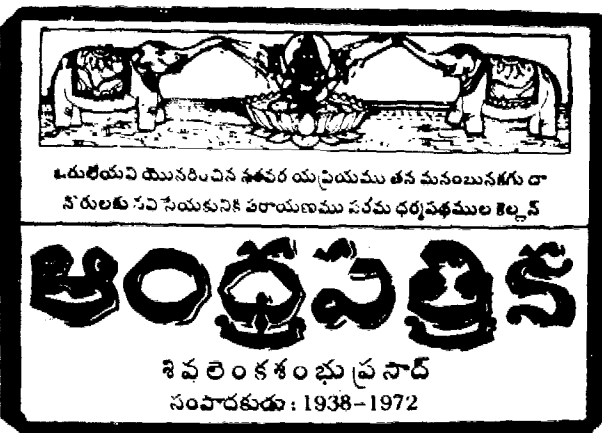 ఒరులేయవి యొనరించిన నరవర యప్రియము తన మనంబునకగు దా
నొరులకు నవి సేయకునికి పరాయణము పరమ ధర్మపథముల కెల్లన్
ఆంధ్రపత్రిక
శివలెంకశంభుప్రసాద్
సంపాదకుడు : 1938-1972